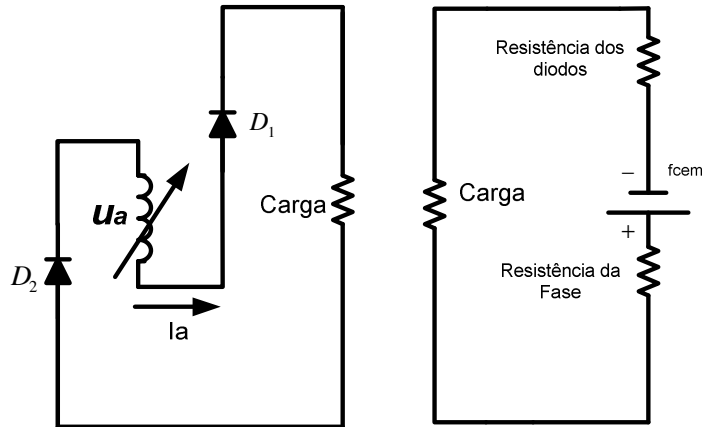 D₁
Carga
ua
D₂
Ia
Resistência dos
diodos
−
fcem
Carga
+
Resistência da
Fase